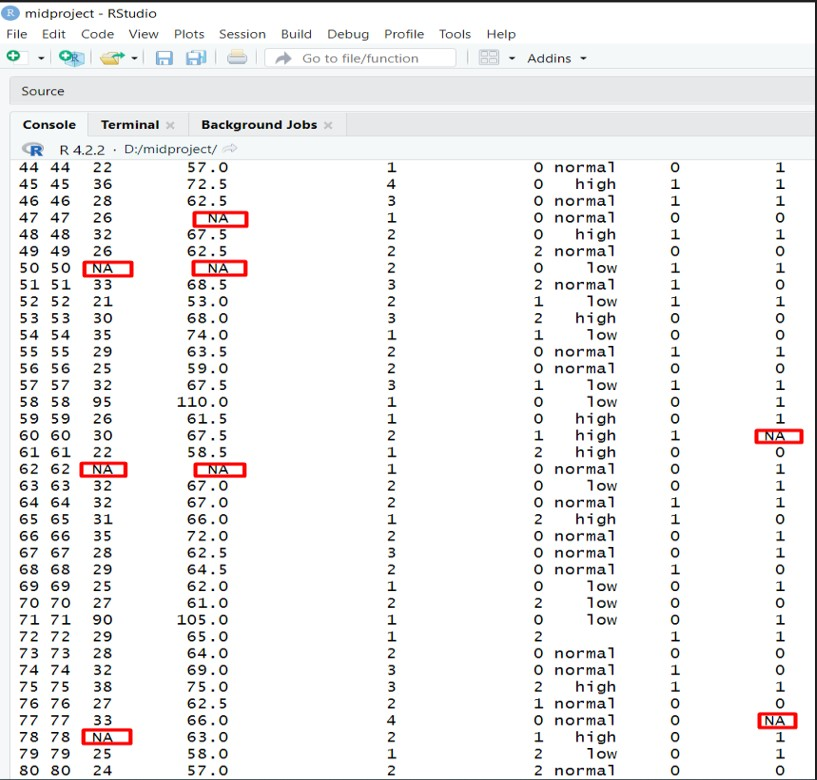 midproject - RStudio
File Edit Code View Plots Session Build Debug Profile Tools Help
Go to file/function Addins
Source
Console Terminal Background Jobs
R 4.2.2 · D:/midproject/
44 44 22 57.0 1 0 normal 0 1
45 45 36 72.5 4 0 high 1 1
46 46 28 62.5 3 0 normal 1 1
47 47 26 NA 1 0 normal 0 0
48 48 32 67.5 2 0 high 1 1
49 49 26 62.5 2 2 normal 0 0
50 50 NA NA 2 0 low 1 1
51 51 33 68.5 3 2 normal 1 0
52 52 21 53.0 2 1 low 1 1
53 53 30 68.0 3 2 high 0 0
54 54 35 74.0 1 1 low 0 0
55 55 29 63.5 2 0 normal 1 1
56 56 25 59.0 2 0 normal 0 0
57 57 32 67.5 3 1 low 1 1
58 58 95 110.0 1 0 low 0 1
59 59 26 61.5 1 0 high 0 1
60 60 30 67.5 2 1 high 1 NA
61 61 22 58.5 1 2 high 0 0
62 62 NA NA 1 0 normal 0 1
63 63 32 67.0 2 0 low 0 1
64 64 32 67.0 2 0 normal 1 1
65 65 31 66.0 1 2 high 1 0
66 66 35 72.0 2 0 normal 0 1
67 67 28 62.5 3 0 normal 0 1
68 68 29 64.5 2 0 normal 1 0
69 69 25 62.0 1 0 low 0 1
70 70 27 61.0 2 2 low 0 0
71 71 90 105.0 1 0 low 0 1
72 72 29 65.0 1 2 1 1
73 73 28 64.0 2 0 normal 0 0
74 74 32 69.0 3 0 normal 1 0
75 75 38 75.0 3 2 high 1 1
76 76 27 62.5 2 1 normal 0 0
77 77 33 66.0 4 0 normal 0 NA
78 78 NA 63.0 2 1 high 0 1
79 79 25 58.0 1 2 low 0 1
80 80 24 57.0 2 2 normal 0 0